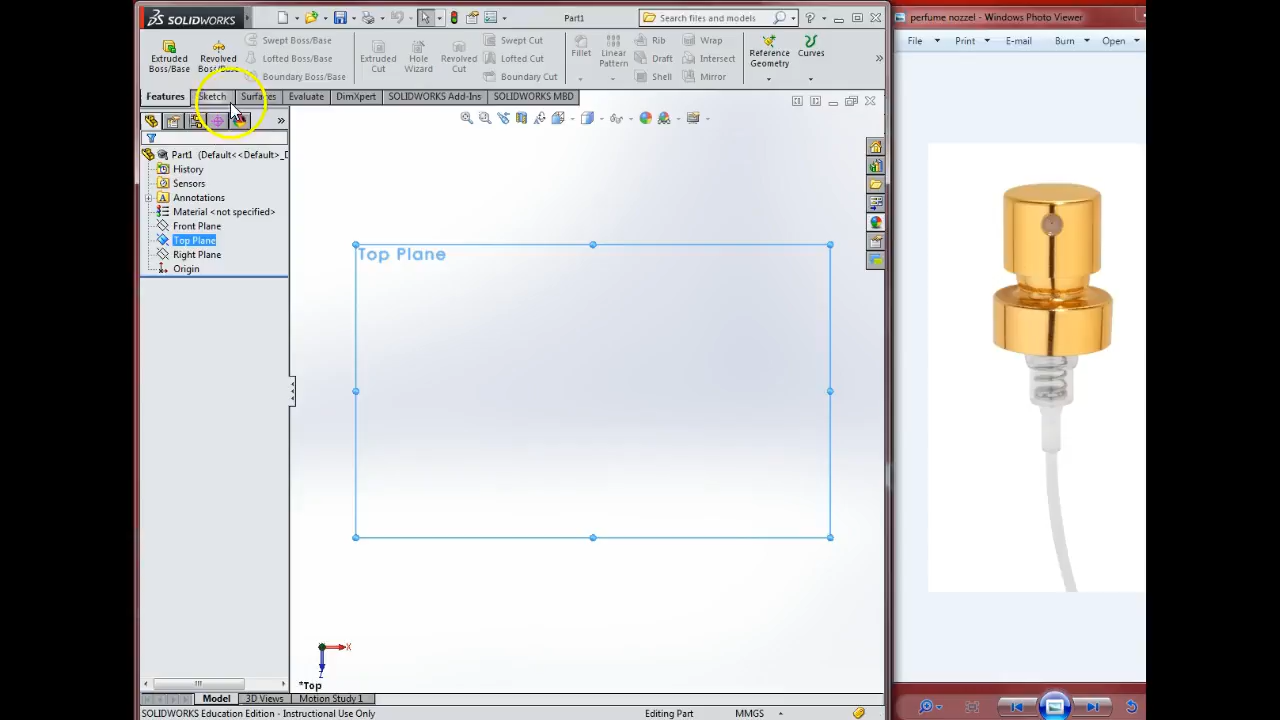 SOLIDWORKS
Part1
Search files and models
perfume nozzel - Windows Photo Viewer
File
Print
E-mail
Burn
Open
Extruded Boss/Base
Revolved Boss/Base
Swept Boss/Base
Lofted Boss/Base
Boundary Boss/Base
Extruded Cut
Hole Wizard
Revolved Cut
Swept Cut
Lofted Cut
Boundary Cut
Fillet
Linear Pattern
Rib
Draft
Shell
Wrap
Intersect
Mirror
Reference Geometry
Curves
Features
Sketch
Surfaces
Evaluate
DimXpert
SOLIDWORKS Add-Ins
SOLIDWORKS MBD
Part1 (Default<<Default>_D
History
Sensors
Annotations
Material <not specified>
Front Plane
Top Plane
Right Plane
Origin
Top Plane
X
Z
*Top
Model
3D Views
Motion Study 1
SOLIDWORKS Education Edition - Instructional Use Only
Editing Part
MMGS